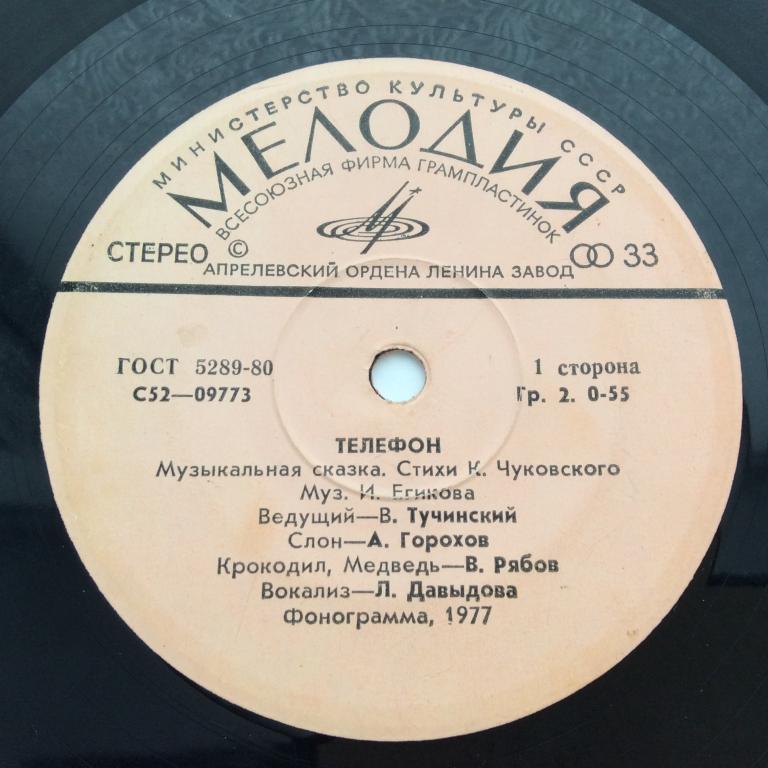 МИНИСТЕРСТВО КУЛЬТУРЫ СССР
МЕЛОДИЯ
ВСЕСОЮЗНАЯ ФИРМА ГРАМПЛАСТИНОК
СТЕРЕО © 33
АПРЕЛЕВСКИЙ ОРДЕНА ЛЕНИНА ЗАВОД
ГОСТ 5289-80 1 сторона
С52—09773 Гр. 2. 0-55
ТЕЛЕФОН
Музыкальная сказка. Стихи К. Чуковского
Муз. И. Егикова
Ведущий—В. Тучинский
Слон—А. Горохов
Крокодил, Медведь—В. Рябов
Вокализ—Л. Давыдова
Фонограмма, 1977